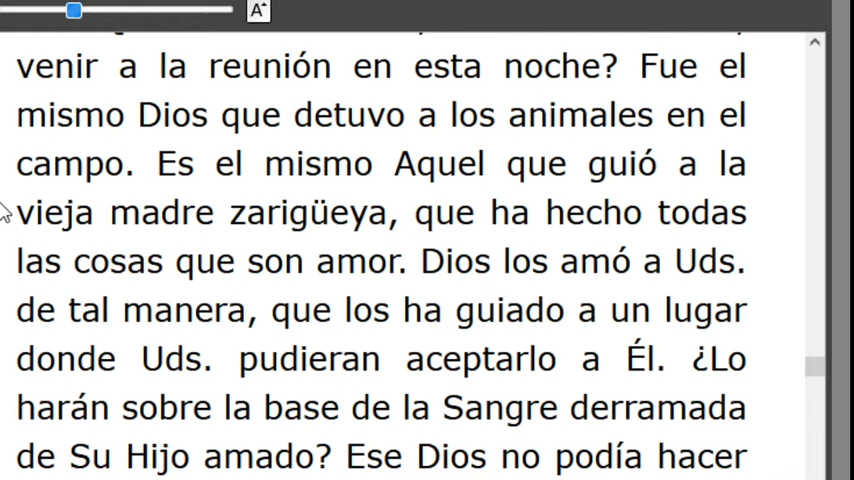 A
venir a la reunión en esta noche? Fue el
mismo Dios que detuvo a los animales en el
campo. Es el mismo Aquel que guió a la
vieja madre zarigüeya, que ha hecho todas
las cosas que son amor. Dios los amó a Uds.
de tal manera, que los ha guiado a un lugar
donde Uds. pudieran aceptarlo a Él. ¿Lo
harán sobre la base de la Sangre derramada
de Su Hijo amado? Ese Dios no podía hacer